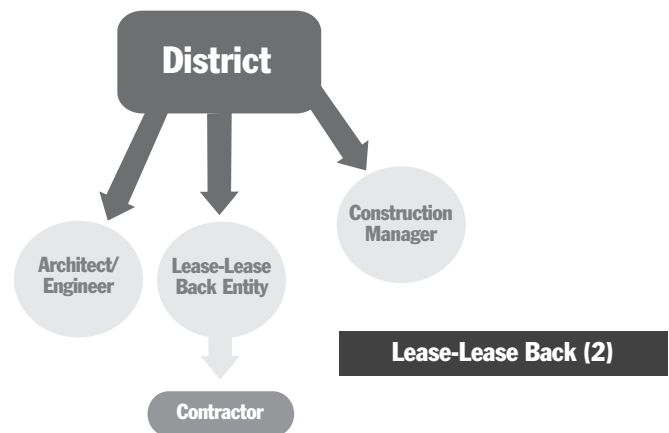 District
Construction
Manager
Architect/
Engineer
Lease-Lease
Back Entity
Lease-Lease Back (2)
Contractor